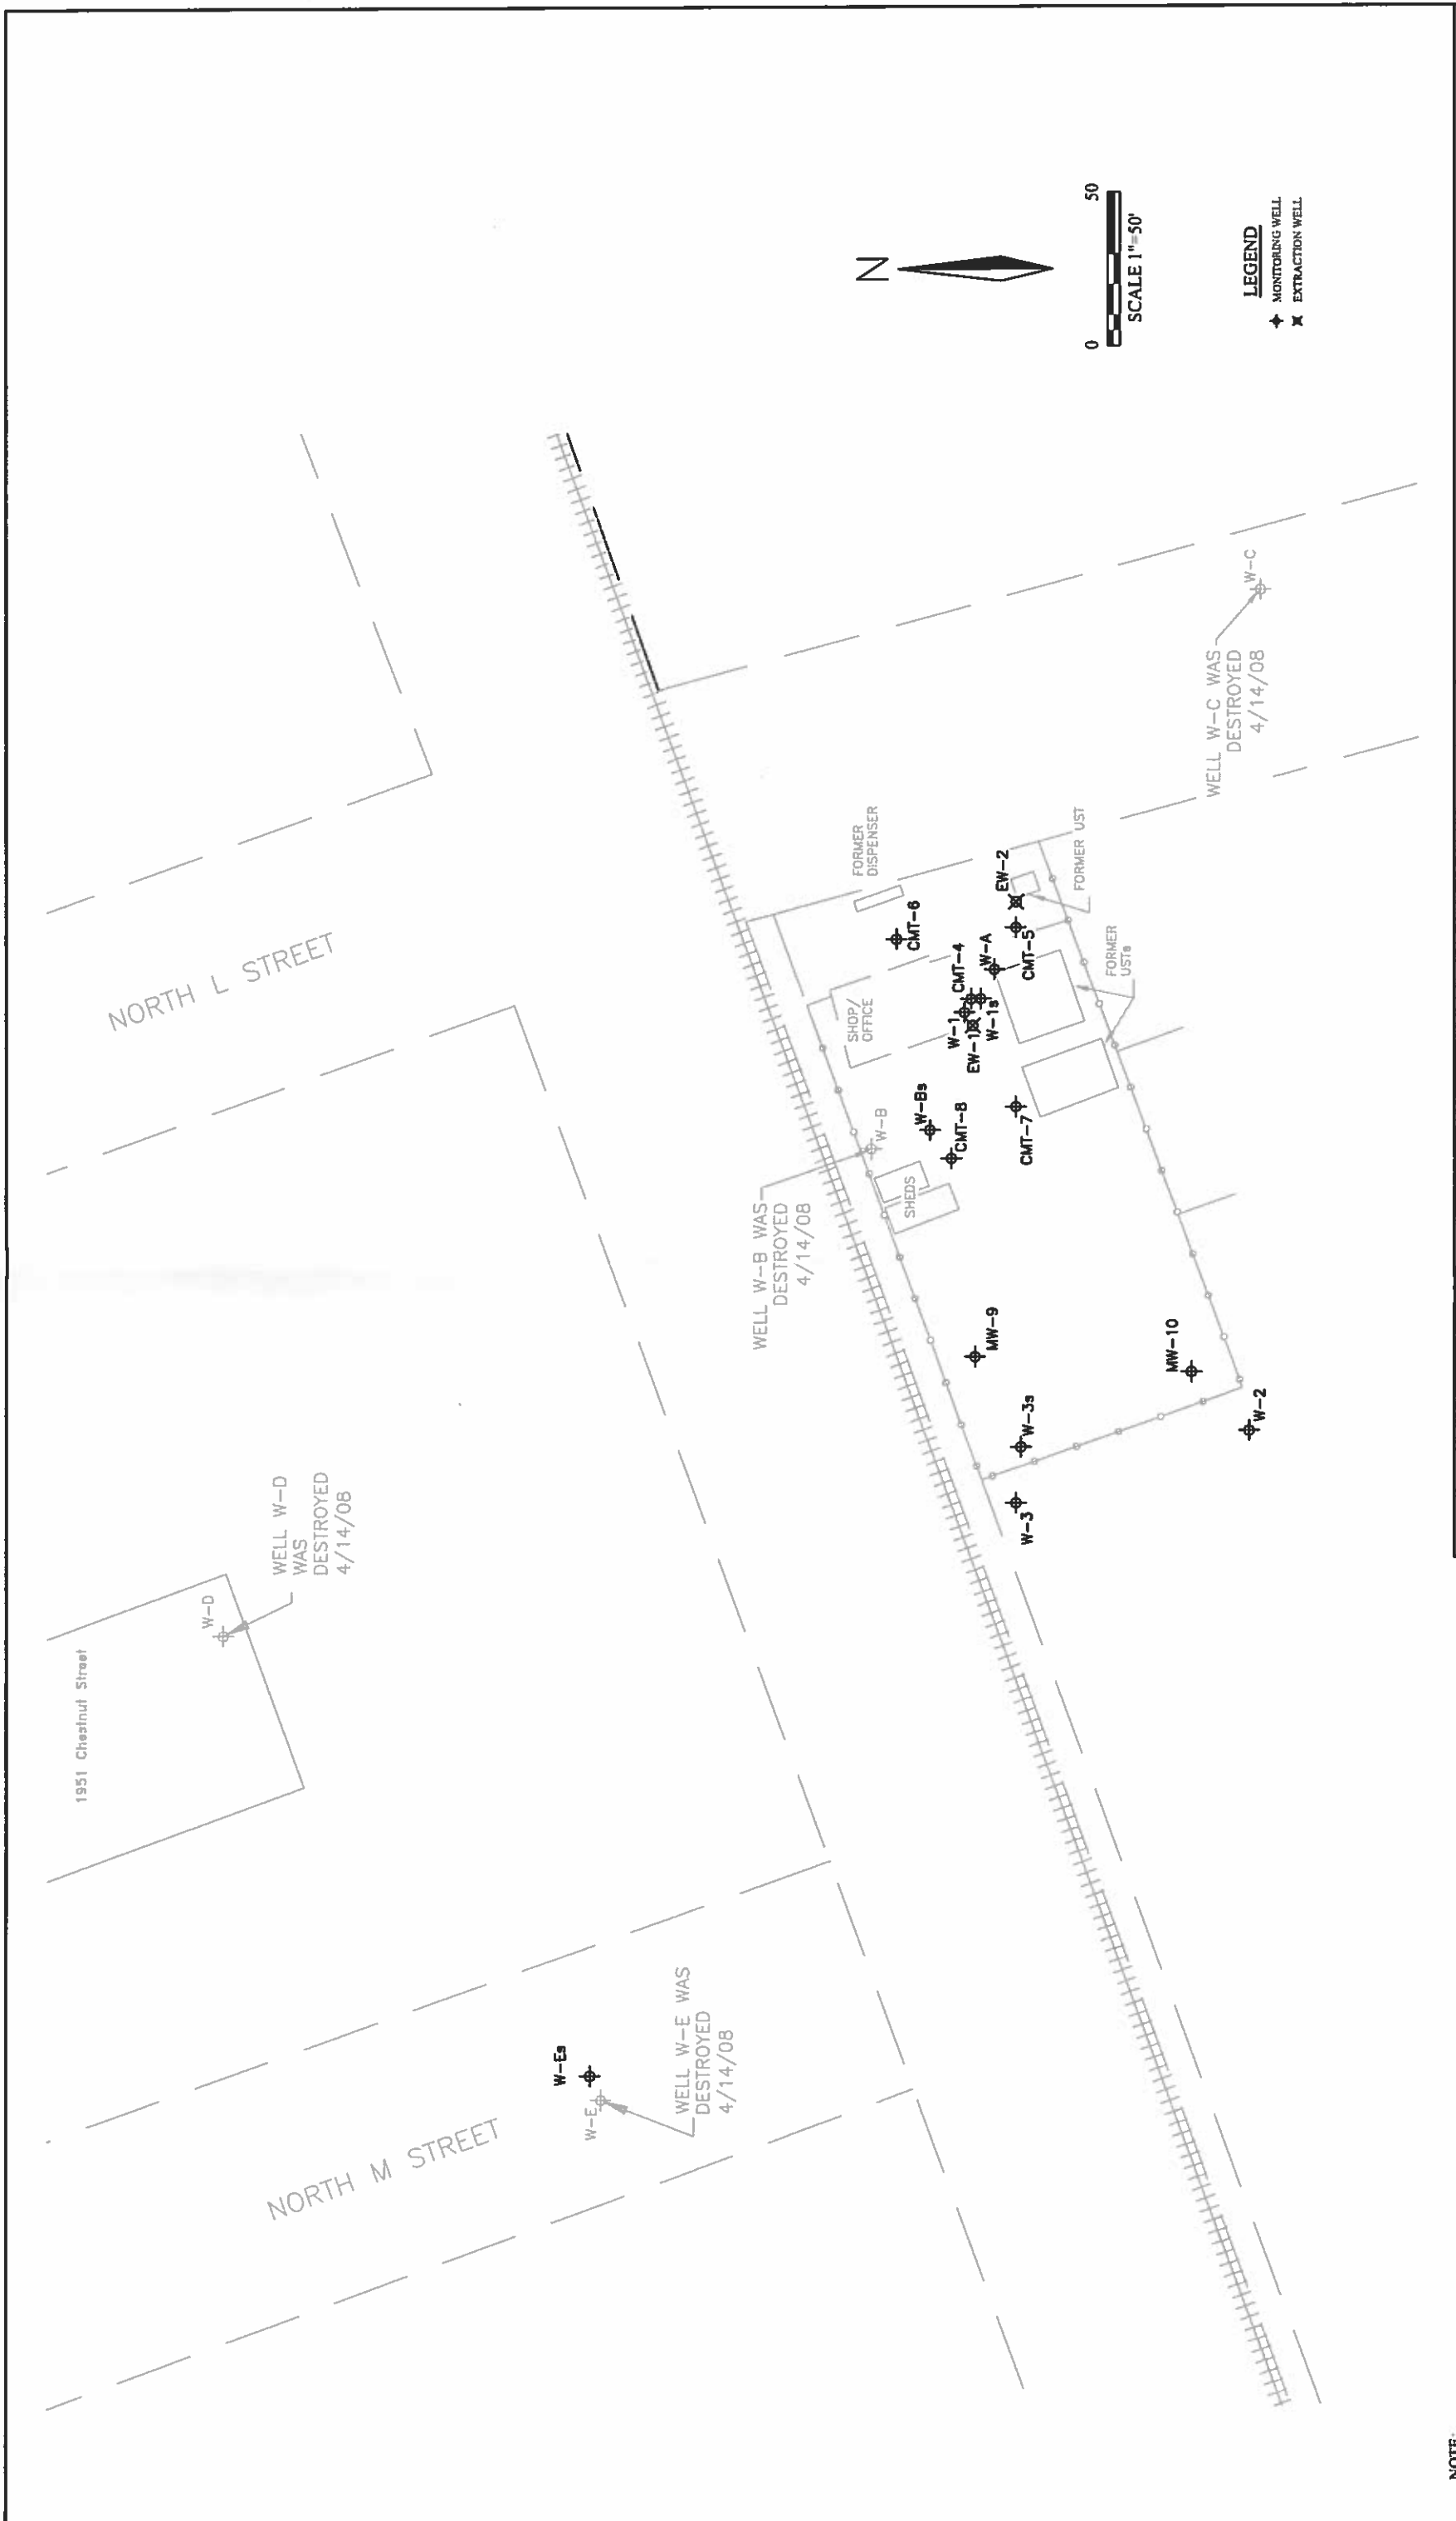 1951 Chestnut Street
W-D
WELL W-D
WAS
DESTROYED
4/14/08
NORTH L STREET
NORTH M STREET
W-Es
W-E
WELL W-E WAS
DESTROYED
4/14/08
WELL W-B WAS
DESTROYED
4/14/08
W-B
SHEDS
SHOP/
OFFICE
FORMER
DISPENSER
CMT-6
W-Bs
CMT-8
W-1
CMT-4
EW-1
W-1s
W-A
EW-2
CMT-5
CMT-7
FORMER UST
FORMER
USTs
MW-9
W-3s
W-3
MW-10
W-2
WELL W-C WAS
DESTROYED
4/14/08
W-C
N
0
50
SCALE 1"=50'
LEGEND
MONITORING WELL
EXTRACTION WELL
NOTE: